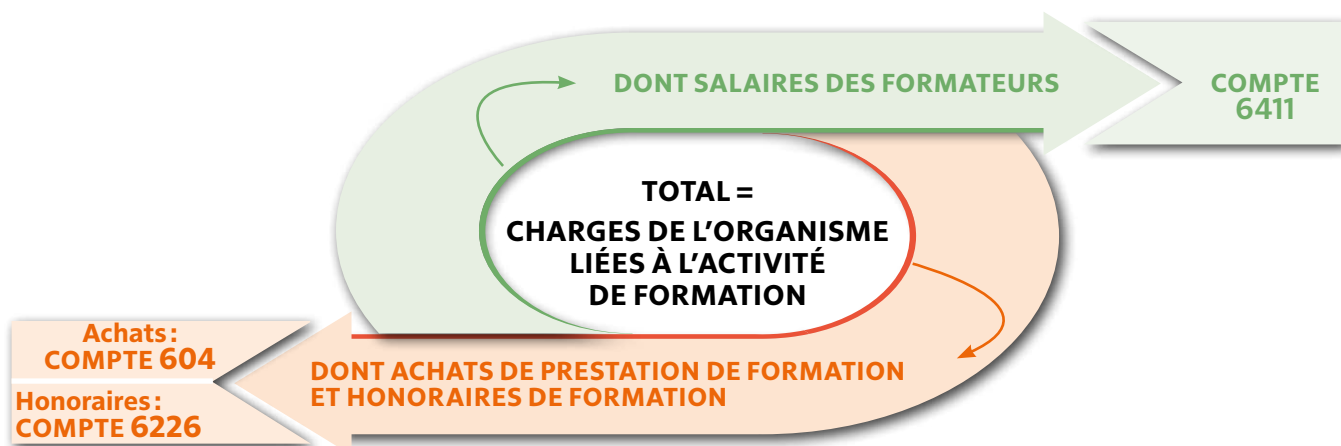 DONT SALAIRES DES FORMATEURS
COMPTE
6411
TOTAL =
CHARGES DE L’ORGANISME
LIÉES À L’ACTIVITÉ
DE FORMATION
Achats :
COMPTE 604
Honoraires :
COMPTE 6226
DONT ACHATS DE PRESTATION DE FORMATION
ET HONORAIRES DE FORMATION